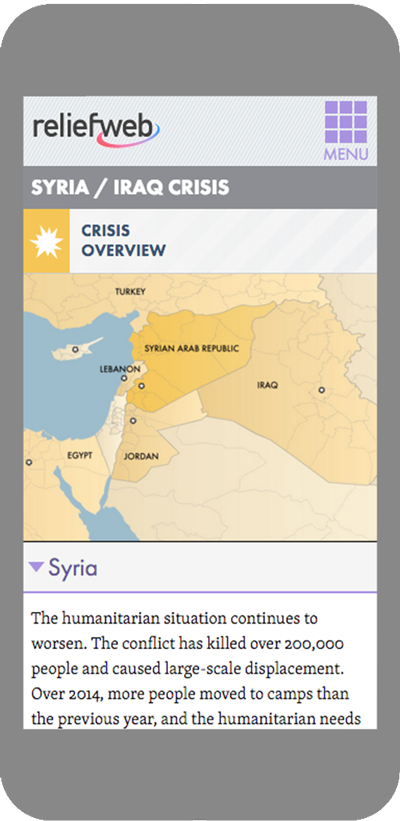 reliefweb
MENU
SYRIA / IRAQ CRISIS
CRISIS
OVERVIEW
TURKEY
SYRIAN ARAB REPUBLIC
LEBANON
IRAQ
EGYPT
JORDAN
Syria
The humanitarian situation continues to
worsen. The conflict has killed over 200,000
people and caused large-scale displacement.
Over 2014, more people moved to camps than
the previous year, and the humanitarian needs